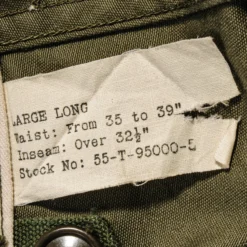 LARGE LONG
Waist: From 35 to 39"
Inseam: Over 32½"
Stock No: 55-T-95000-5